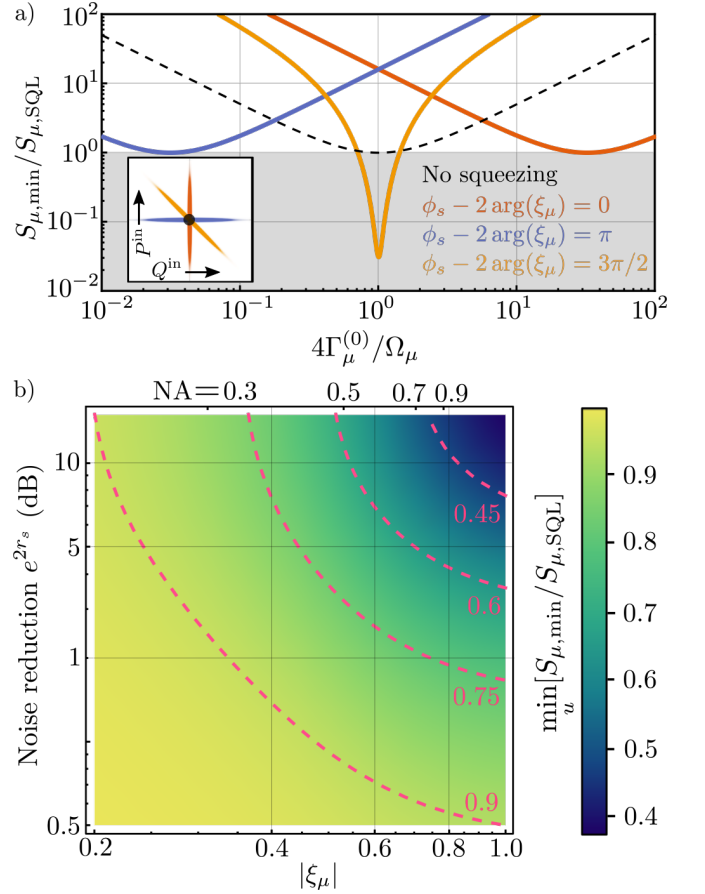 a)
S_{μ,min}/S_{μ,SQL}
10^2
10^1
10^0
10^{−1}
10^{−2}
P^{in}
Q^{in}
No squeezing
ϕ_s − 2 arg(ξ_μ) = 0
ϕ_s − 2 arg(ξ_μ) = π
ϕ_s − 2 arg(ξ_μ) = 3π/2
10^{−2} 10^{−1} 10^0 10^1 10^2
4Γ_μ^{(0)}/Ω_μ
b)
NA=0.3 0.5 0.7 0.9
Noise reduction e^{2r_s} (dB)
10
5
1
0.5
0.45
0.6
0.75
0.9
0.2 0.4 0.6 0.8 1.0
|ξ_μ|
0.9
0.8
0.7
0.6
0.5
0.4
min_u[S_{μ,min}/S_{μ,SQL}]